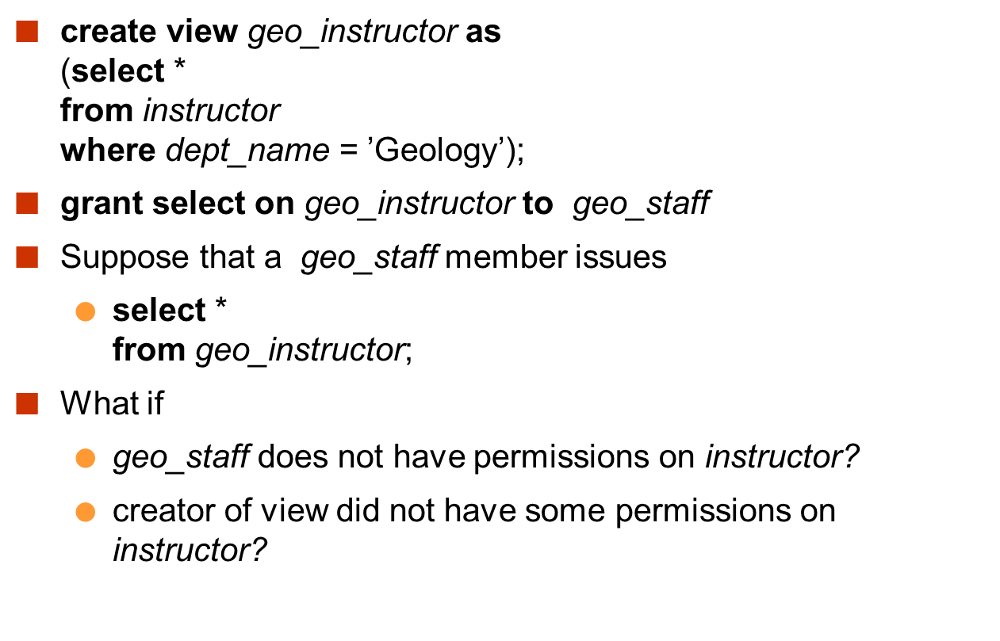 create view geo_instructor as
(select *
from instructor
where dept_name = ’Geology’);
grant select on geo_instructor to geo_staff
Suppose that a geo_staff member issues
select *
from geo_instructor;
What if
geo_staff does not have permissions on instructor?
creator of view did not have some permissions on
instructor?